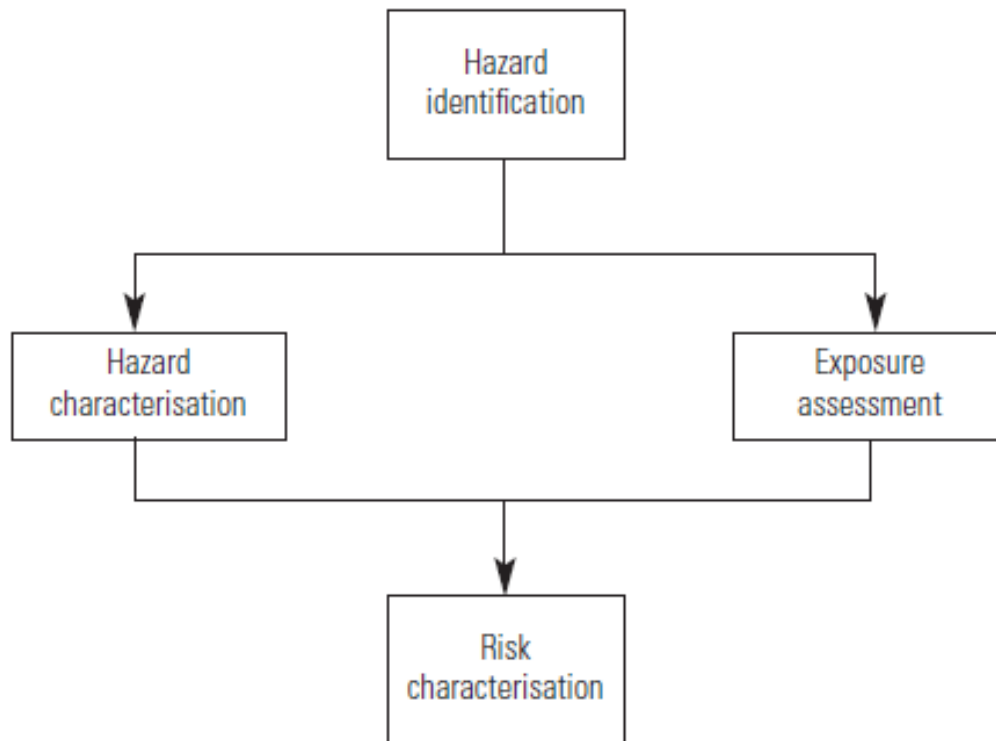 Hazard
identification
Hazard
characterisation
Exposure
assessment
Risk
characterisation